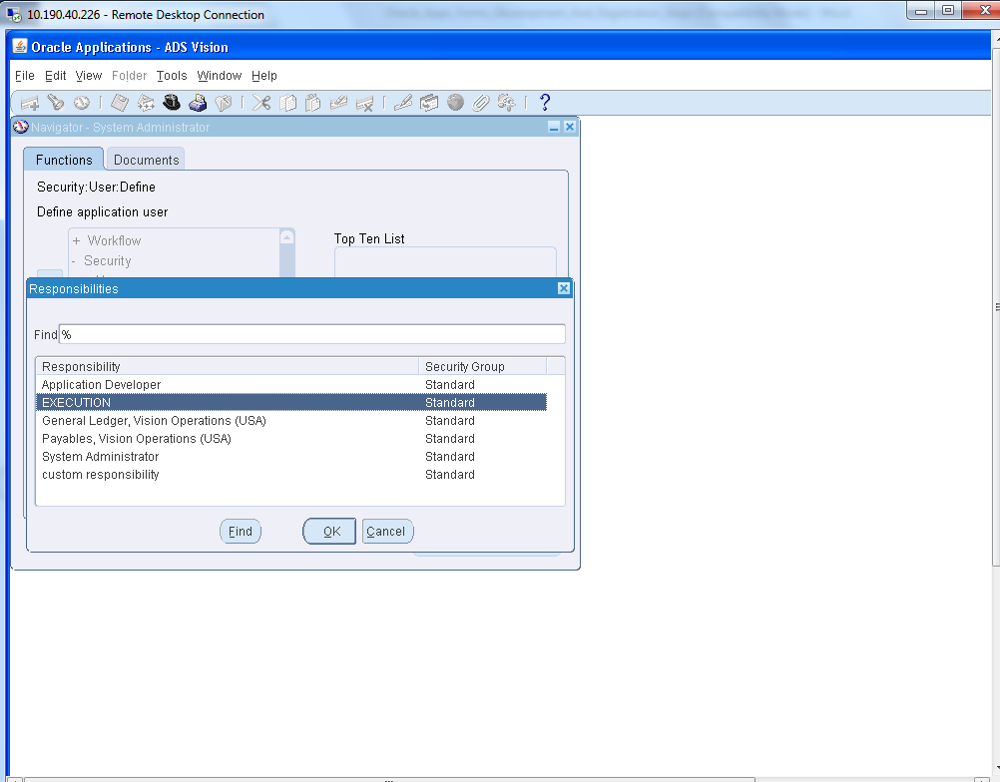 10.190.40.226 - Remote Desktop Connection
Oracle Applications - ADS Vision
File Edit View Folder Tools Window Help
Navigator - System Administrator
Functions Documents
Security:User:Define
Define application user
+ Workflow
Top Ten List
- Security
Responsibilities
Find %
Responsibility Security Group
Application Developer Standard
EXECUTION Standard
General Ledger, Vision Operations (USA) Standard
Payables, Vision Operations (USA) Standard
System Administrator Standard
custom responsibility Standard
Find OK Cancel